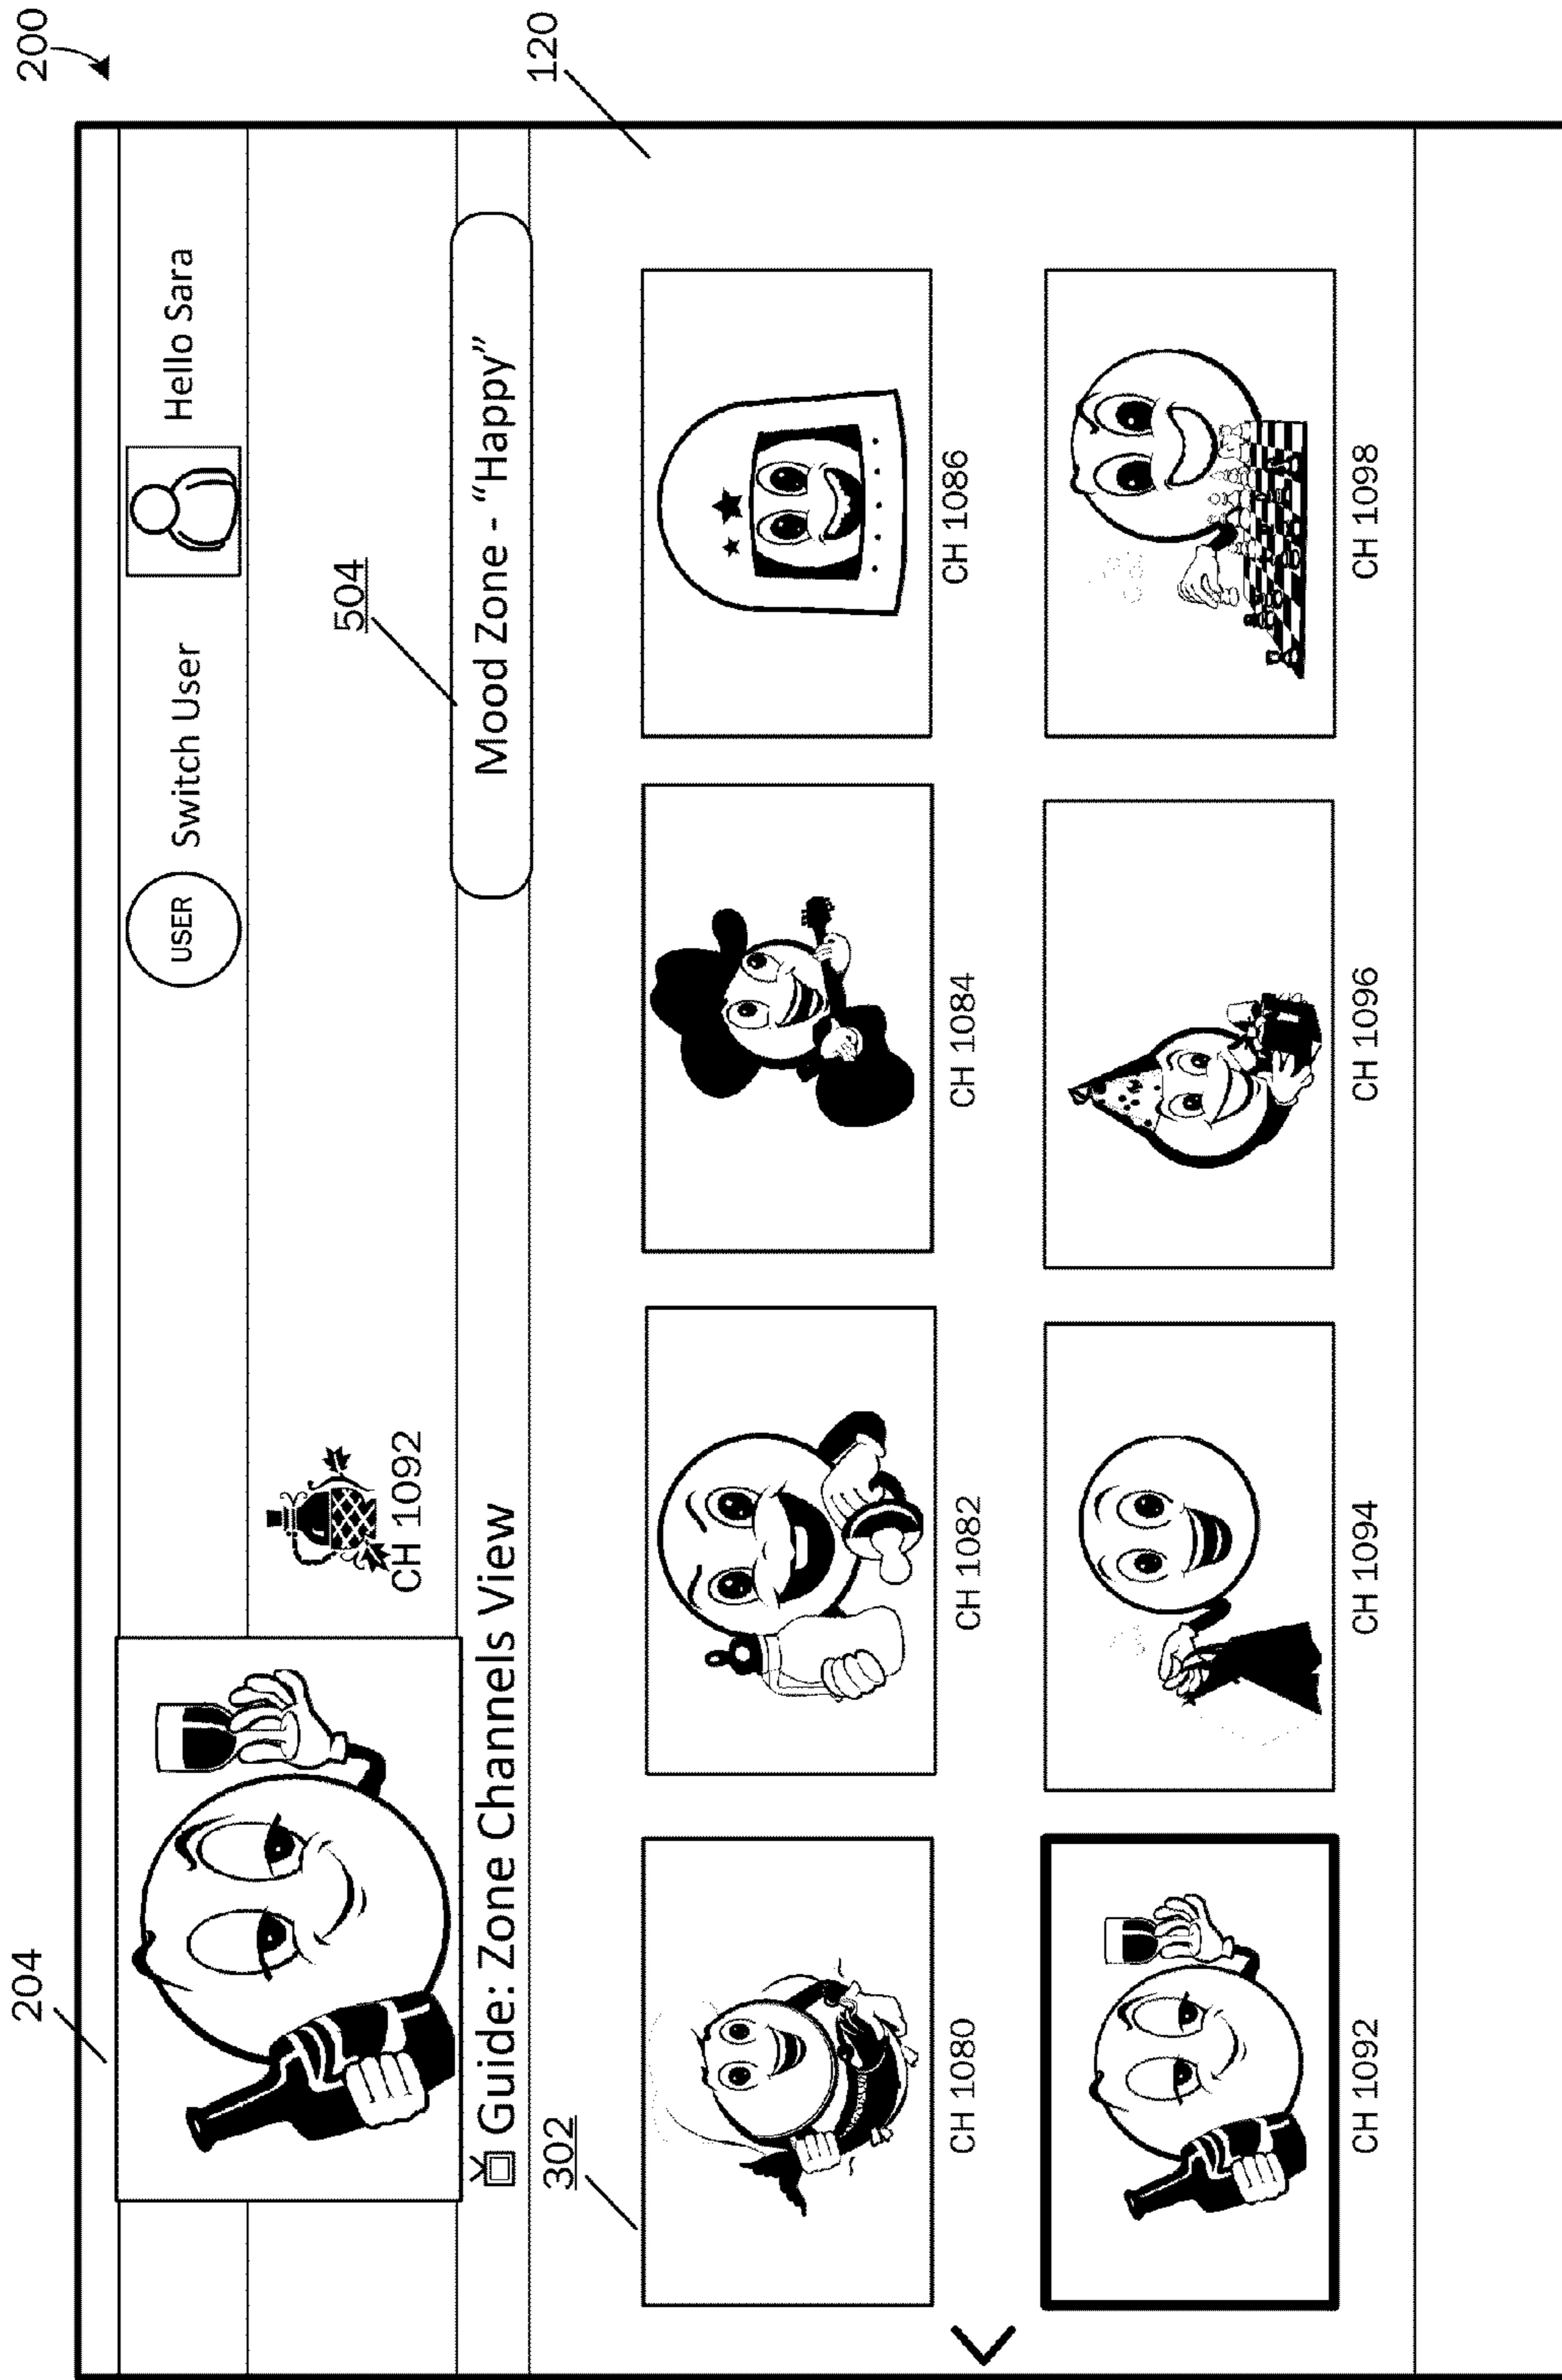 200
204
USER Switch User Hello Sara
CH 1092
504
Guide: Zone Channels View
Mood Zone - “Happy”
302
120
CH 1080
CH 1082
CH 1084
CH 1086
CH 1092
CH 1094
CH 1096
CH 1098